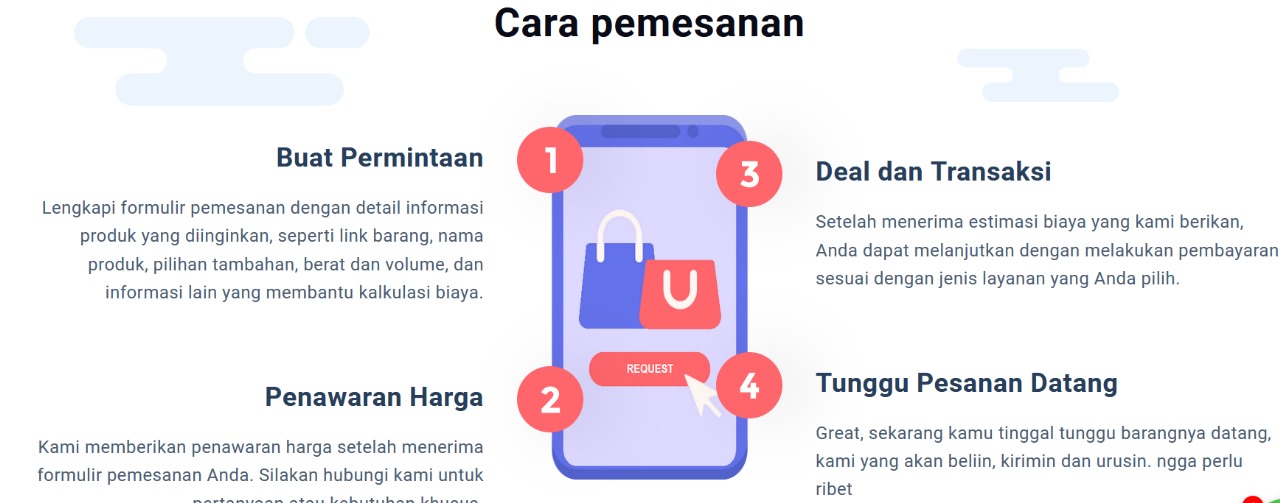 Cara pemesanan
1
Buat Permintaan
Lengkapi formulir pemesanan dengan detail informasi
produk yang diinginkan, seperti link barang, nama
produk, pilihan tambahan, berat dan volume, dan
informasi lain yang membantu kalkulasi biaya.
2
Penawaran Harga
Kami memberikan penawaran harga setelah menerima
formulir pemesanan Anda. Silakan hubungi kami untuk
pertanyaan atau kebutuhan khusus.
REQUEST
3
Deal dan Transaksi
Setelah menerima estimasi biaya yang kami berikan,
Anda dapat melanjutkan dengan melakukan pembayaran
sesuai dengan jenis layanan yang Anda pilih.
4
Tunggu Pesanan Datang
Great, sekarang kamu tinggal tunggu barangnya datang,
kami yang akan beliin, kirimin dan urusin. ngga perlu
ribet